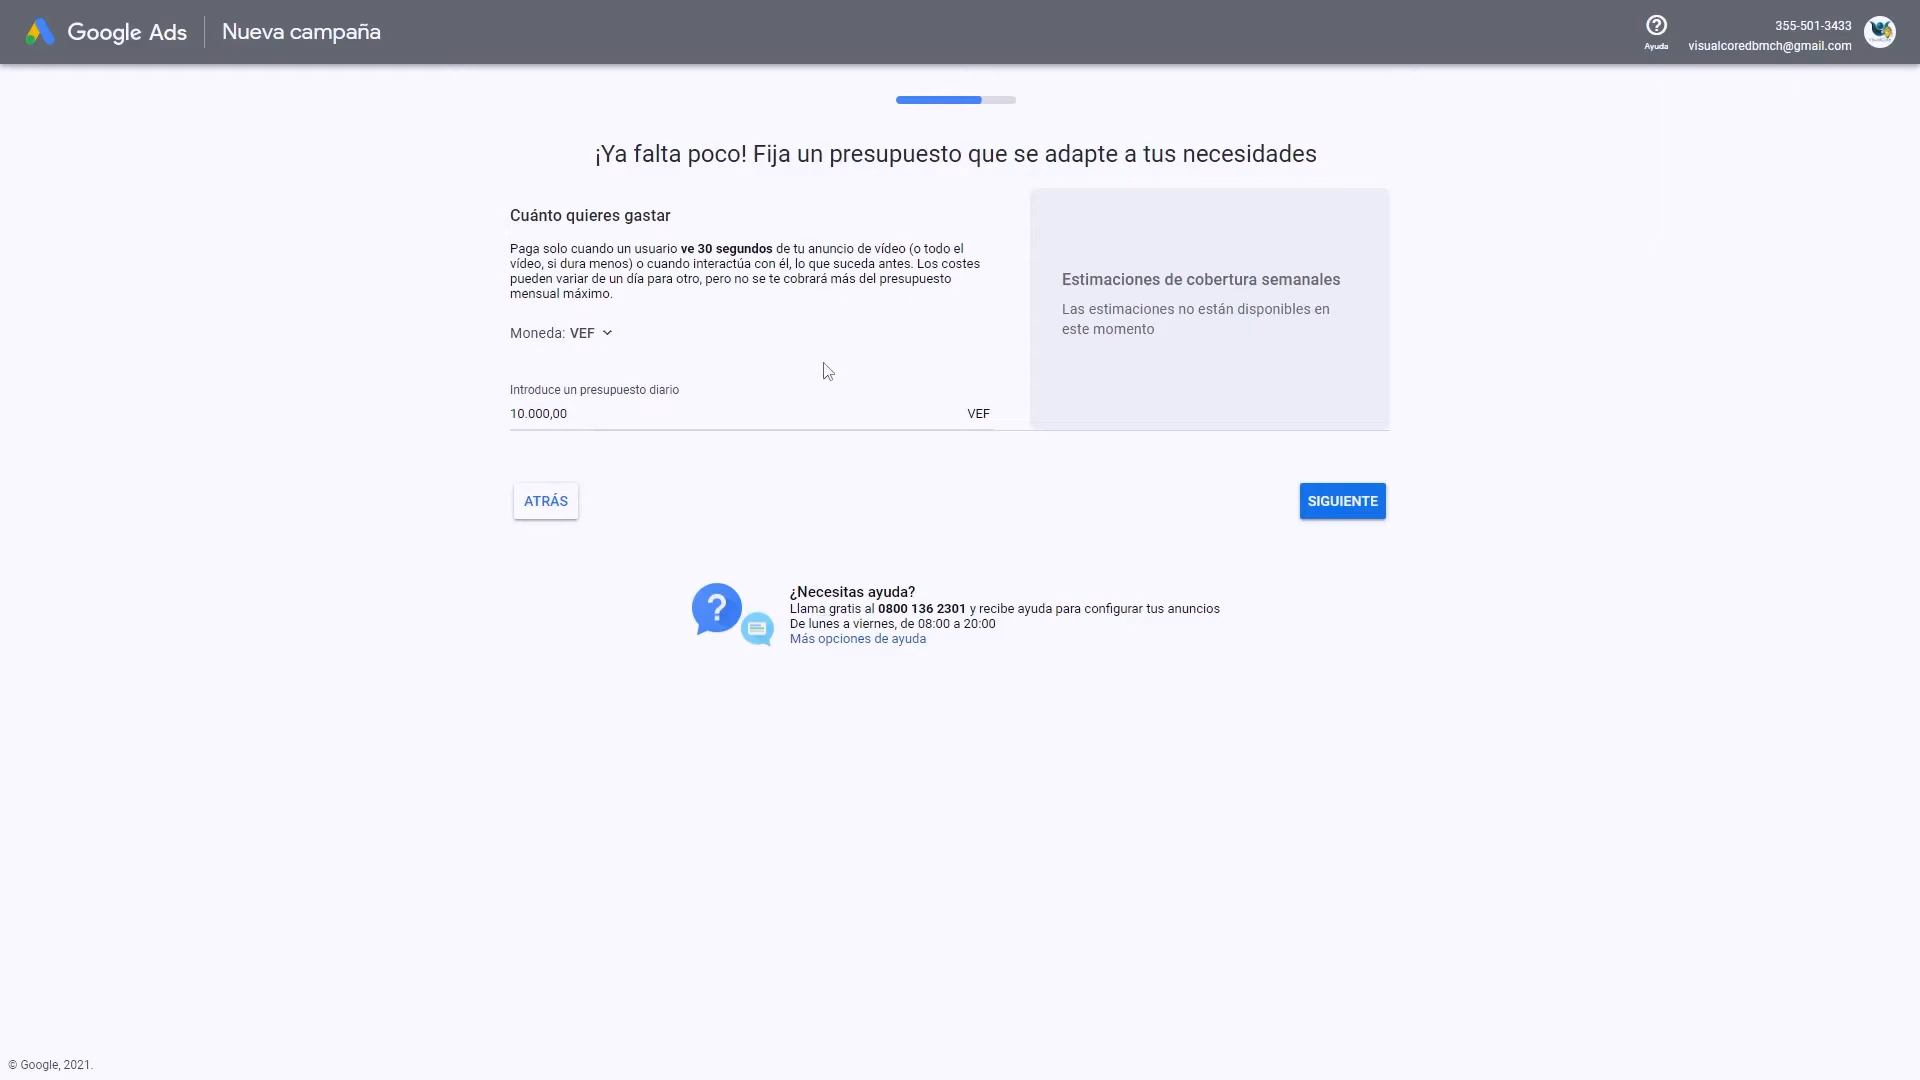 Google Ads
Nueva campaña
Ayuda
355-501-3433
visualcoredbmch@gmail.com
¡Ya falta poco! Fija un presupuesto que se adapte a tus necesidades
Cuánto quieres gastar
Paga solo cuando un usuario ve 30 segundos de tu anuncio de vídeo (o todo el
vídeo, si dura menos) o cuando interactúa con él, lo que suceda antes. Los costes
pueden variar de un día para otro, pero no se te cobrará más del presupuesto
mensual máximo.
Moneda: VEF
Introduce un presupuesto diario
10.000,00 VEF
Estimaciones de cobertura semanales
Las estimaciones no están disponibles en
este momento
ATRÁS
SIGUIENTE
¿Necesitas ayuda?
Llama gratis al 0800 136 2301 y recibe ayuda para configurar tus anuncios
De lunes a viernes, de 08:00 a 20:00
Más opciones de ayuda
© Google, 2021.